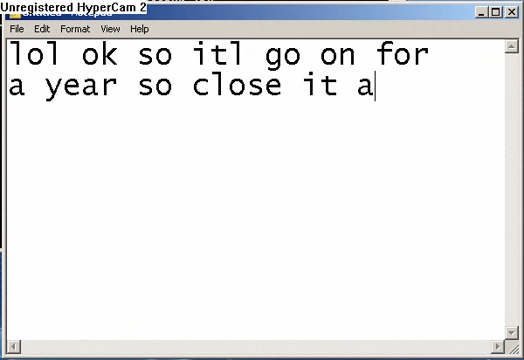 Unregistered HyperCam 2
File Edit Format View Help
lol ok so itl go on for
a year so close it a